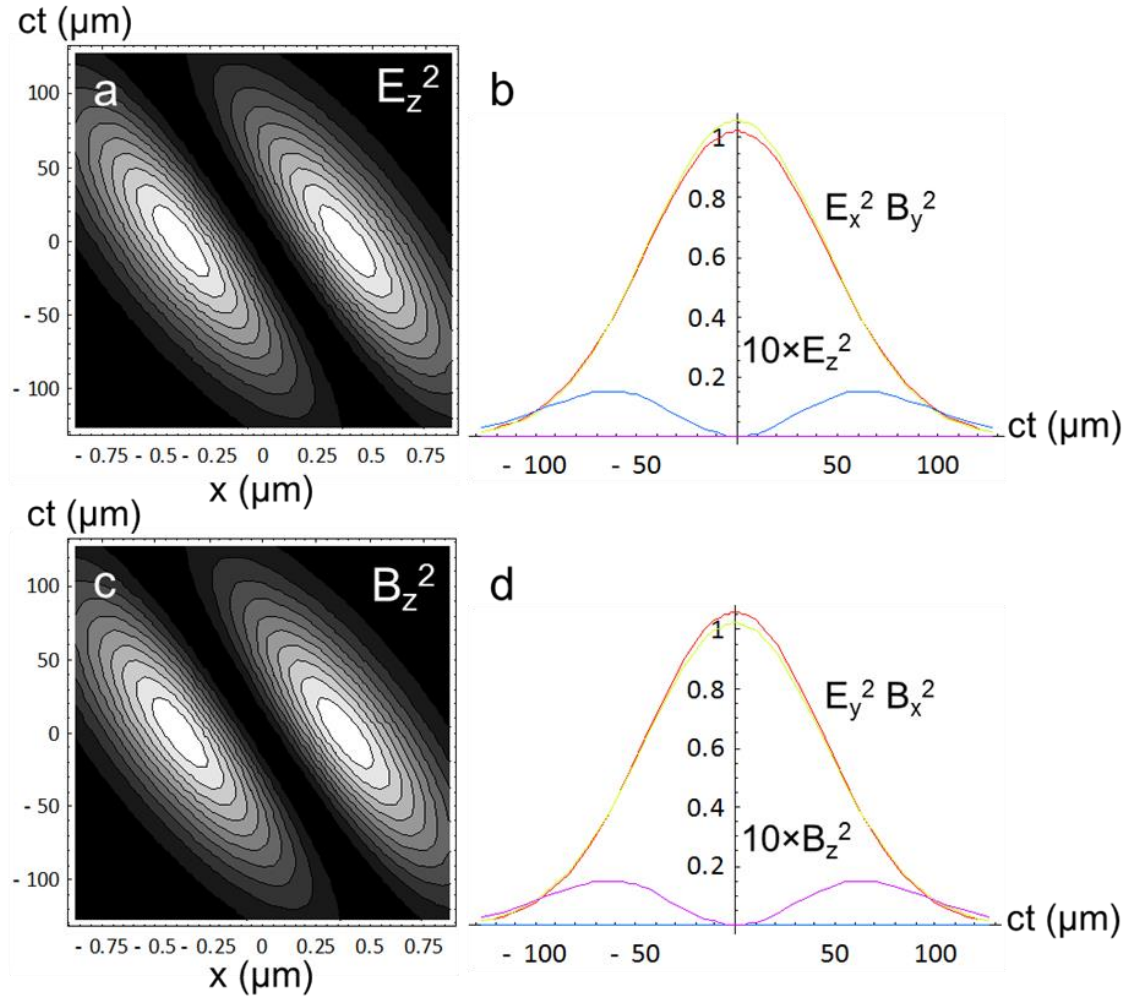 ct (µm)
a
E_z^2
100
50
0
- 50
- 100
- 0.75
- 0.5
- 0.25
0
0.25
0.5
0.75
x (µm)
b
1
0.8
0.6
0.4
0.2
E_x^2 B_y^2
10×E_z^2
- 100
- 50
50
100
ct (µm)
ct (µm)
c
B_z^2
100
50
0
- 50
- 100
- 0.75
- 0.5
- 0.25
0
0.25
0.5
0.75
x (µm)
d
1
0.8
0.6
0.4
0.2
E_y^2 B_x^2
10×B_z^2
- 100
- 50
50
100
ct (µm)